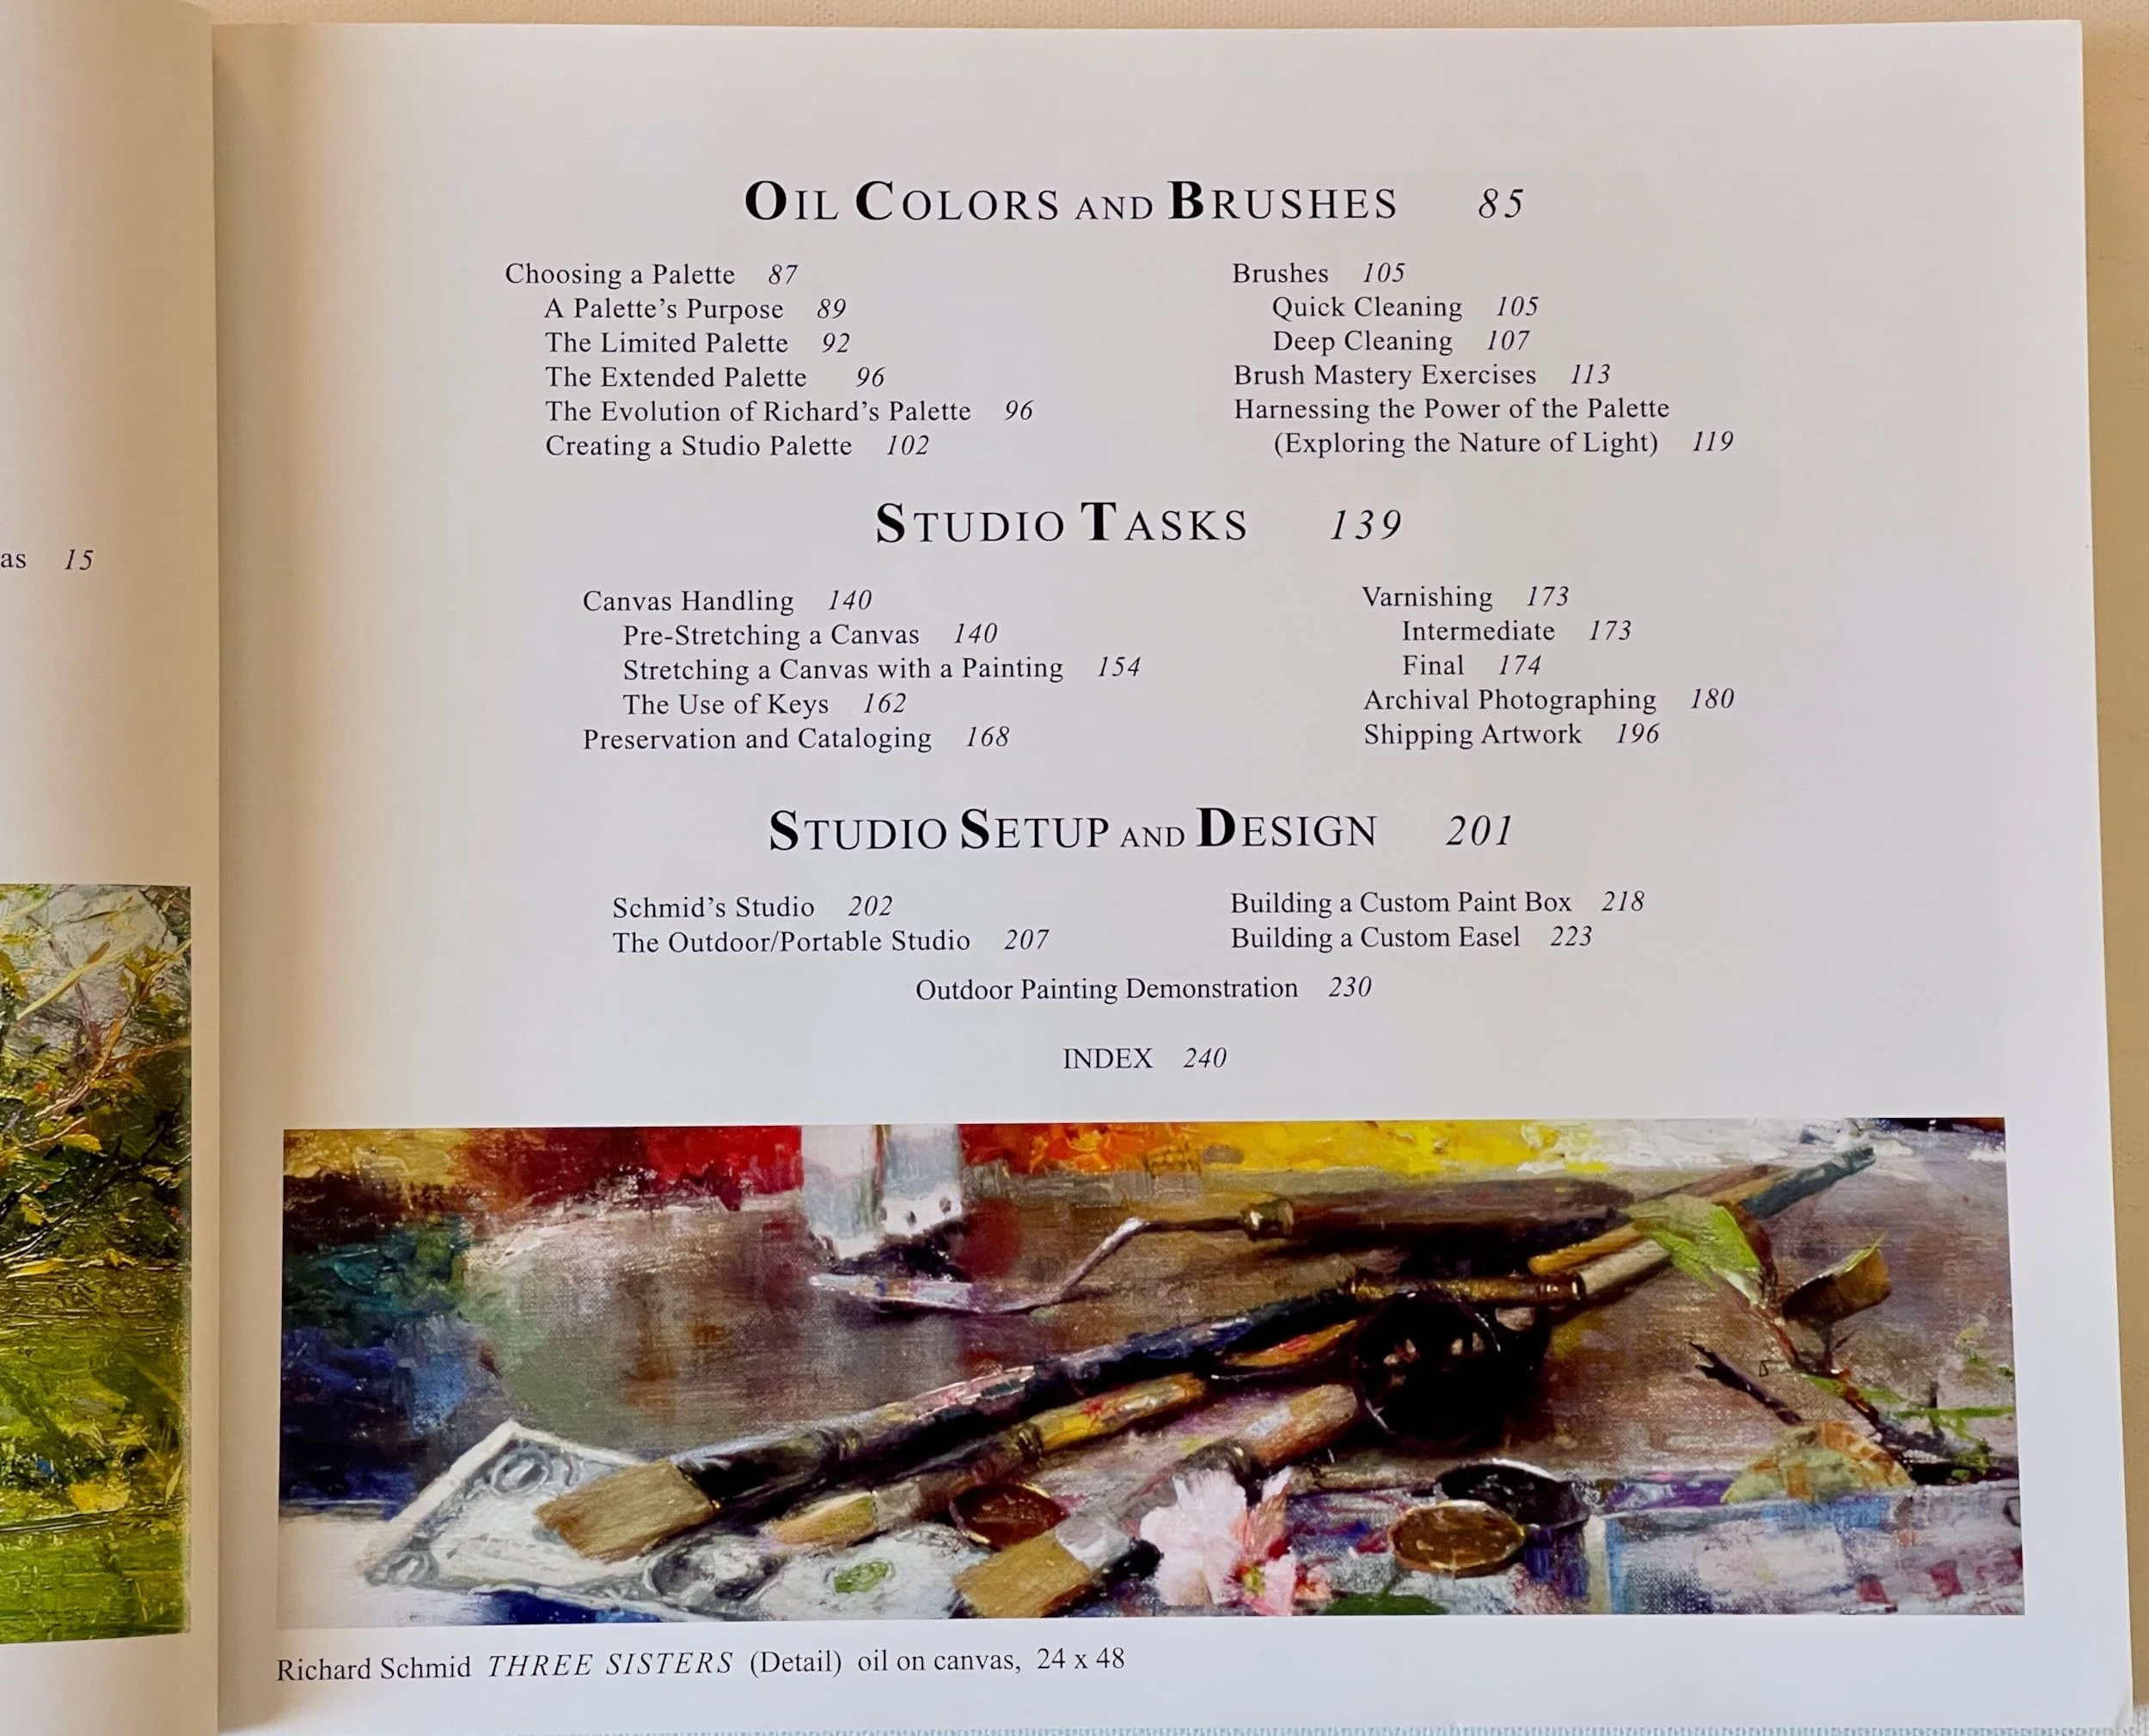 as 15
OIL COLORS AND BRUSHES 85
Choosing a Palette 87
A Palette's Purpose 89
The Limited Palette 92
The Extended Palette 96
The Evolution of Richard's Palette 96
Creating a Studio Palette 102
Brushes 105
Quick Cleaning 105
Deep Cleaning 107
Brush Mastery Exercises 113
Harnessing the Power of the Palette
(Exploring the Nature of Light) 119
STUDIO TASKS 139
Canvas Handling 140
Pre-Stretching a Canvas 140
Stretching a Canvas with a Painting 154
The Use of Keys 162
Preservation and Cataloging 168
Varnishing 173
Intermediate 173
Final 174
Archival Photographing 180
Shipping Artwork 196
STUDIO SETUP AND DESIGN 201
Schmid's Studio 202
The Outdoor/Portable Studio 207
Building a Custom Paint Box 218
Building a Custom Easel 223
Outdoor Painting Demonstration 230
INDEX 240
Richard Schmid THREE SISTERS (Detail) oil on canvas, 24 x 48